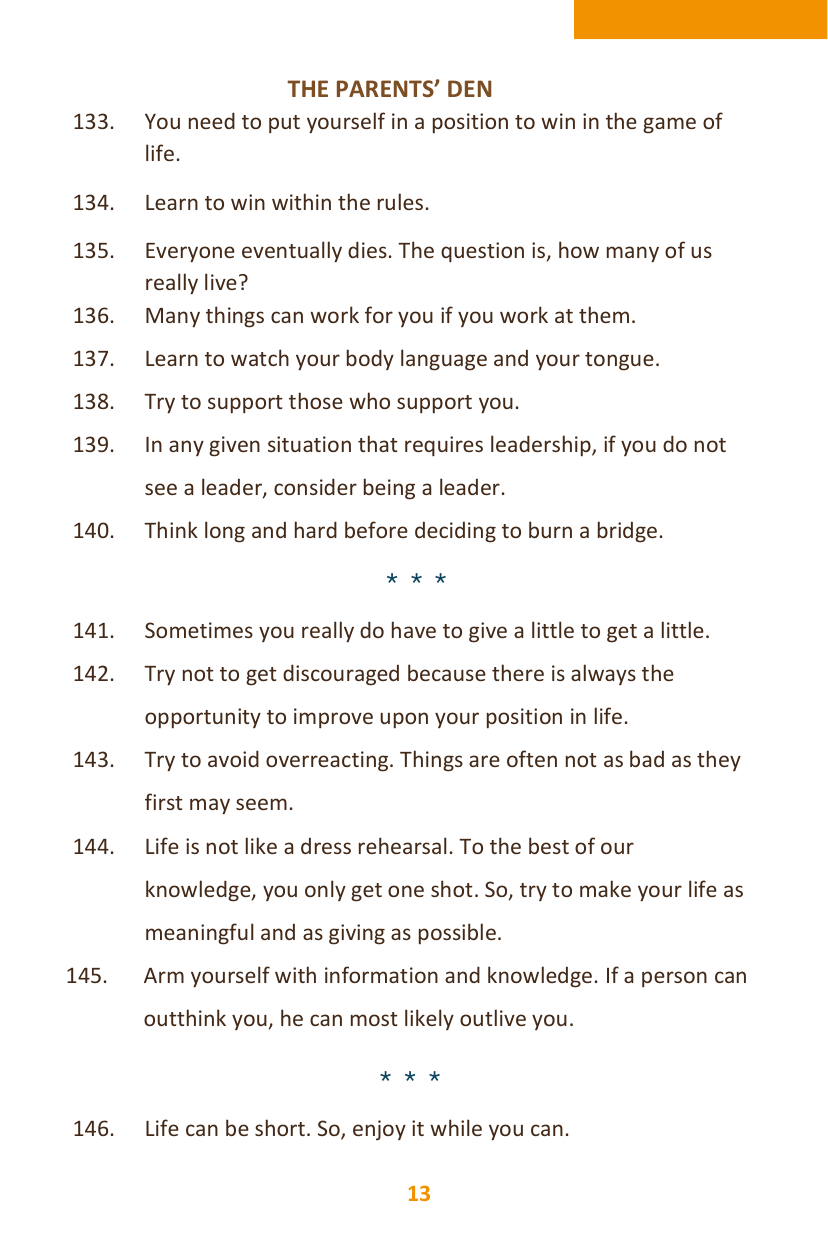 THE PARENTS’ DEN
133. You need to put yourself in a position to win in the game of
life.
134. Learn to win within the rules.
135. Everyone eventually dies. The question is, how many of us
really live?
136. Many things can work for you if you work at them.
137. Learn to watch your body language and your tongue.
138. Try to support those who support you.
139. In any given situation that requires leadership, if you do not
see a leader, consider being a leader.
140. Think long and hard before deciding to burn a bridge.
* * *
141. Sometimes you really do have to give a little to get a little.
142. Try not to get discouraged because there is always the
opportunity to improve upon your position in life.
143. Try to avoid overreacting. Things are often not as bad as they
first may seem.
144. Life is not like a dress rehearsal. To the best of our
knowledge, you only get one shot. So, try to make your life as
meaningful and as giving as possible.
145. Arm yourself with information and knowledge. If a person can
outthink you, he can most likely outlive you.
* * *
146. Life can be short. So, enjoy it while you can.
13